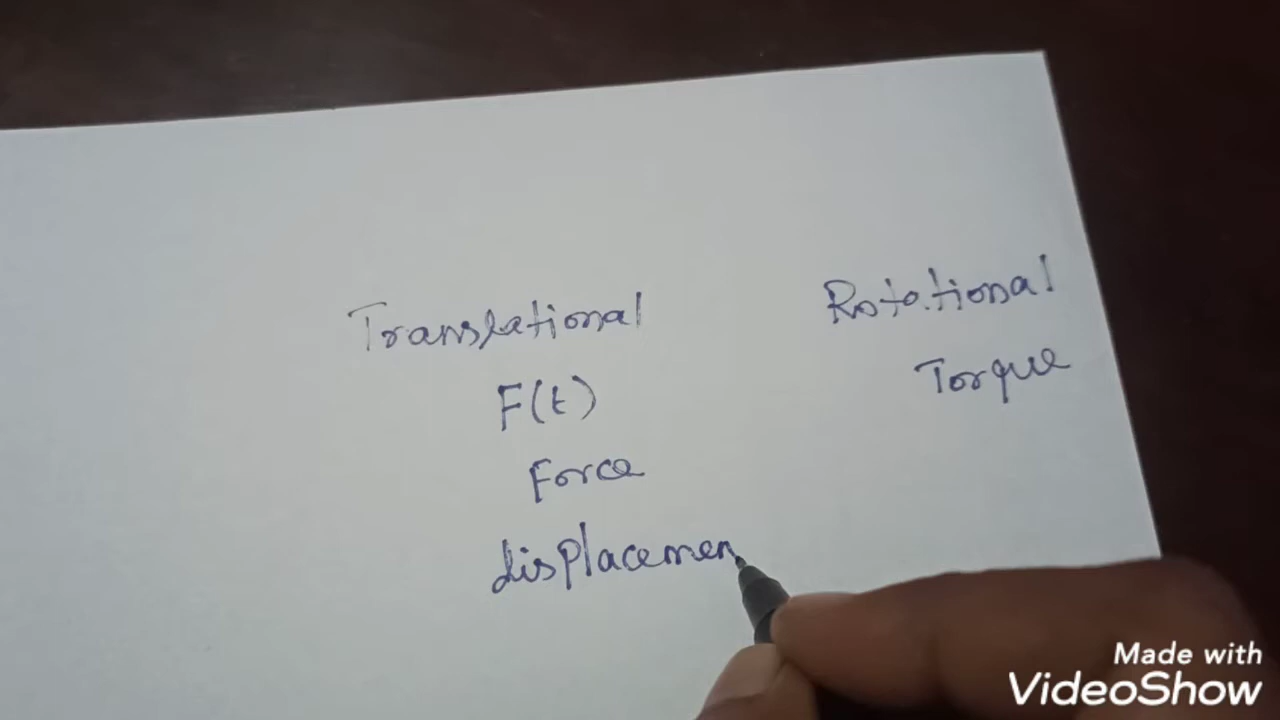 Translational Rotational
F(t) Torque
Force
displacemen
Made with
VideoShow